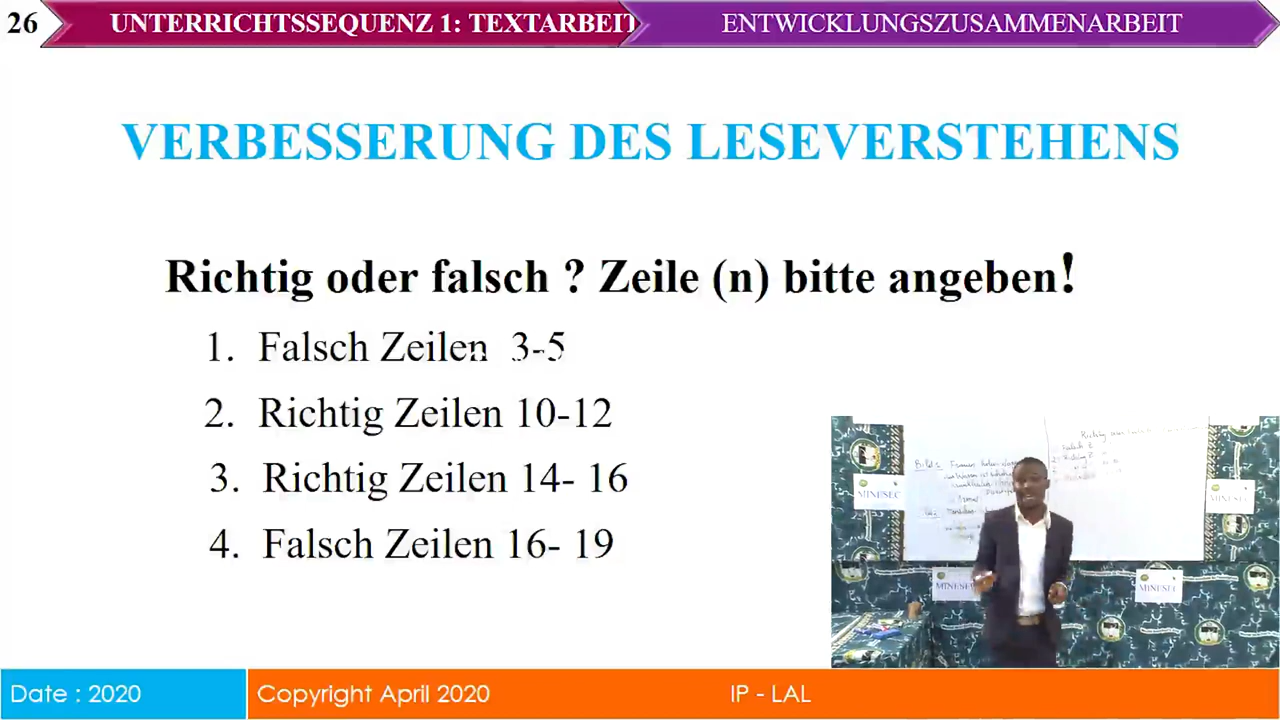 26
UNTERRICHTSSEQUENZ 1: TEXTARBEIT
ENTWICKLUNGSZUSAMMENARBEIT
VERBESSERUNG DES LESEVERSTEHENS
Richtig oder falsch ? Zeile (n) bitte angeben!
1. Falsch Zeilen 3-5
2. Richtig Zeilen 10-12
3. Richtig Zeilen 14- 16
4. Falsch Zeilen 16- 19
MINESEC
MINESEC
MINESEC
MINESEC
Date : 2020
Copyright April 2020
IP - LAL